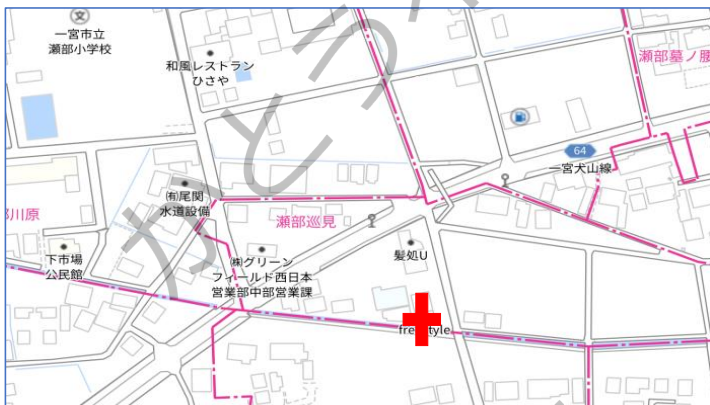 一宮市立
瀬部小学校
和風レストラン
ひさや
瀬部墓ノ腰
64
一宮犬山線
㈲尾関
水道設備
部川原
瀬部巡見
下市場
公民館
㈱グリーン
フィールド西日本
営業部中部営業課
髪処U
freestyle